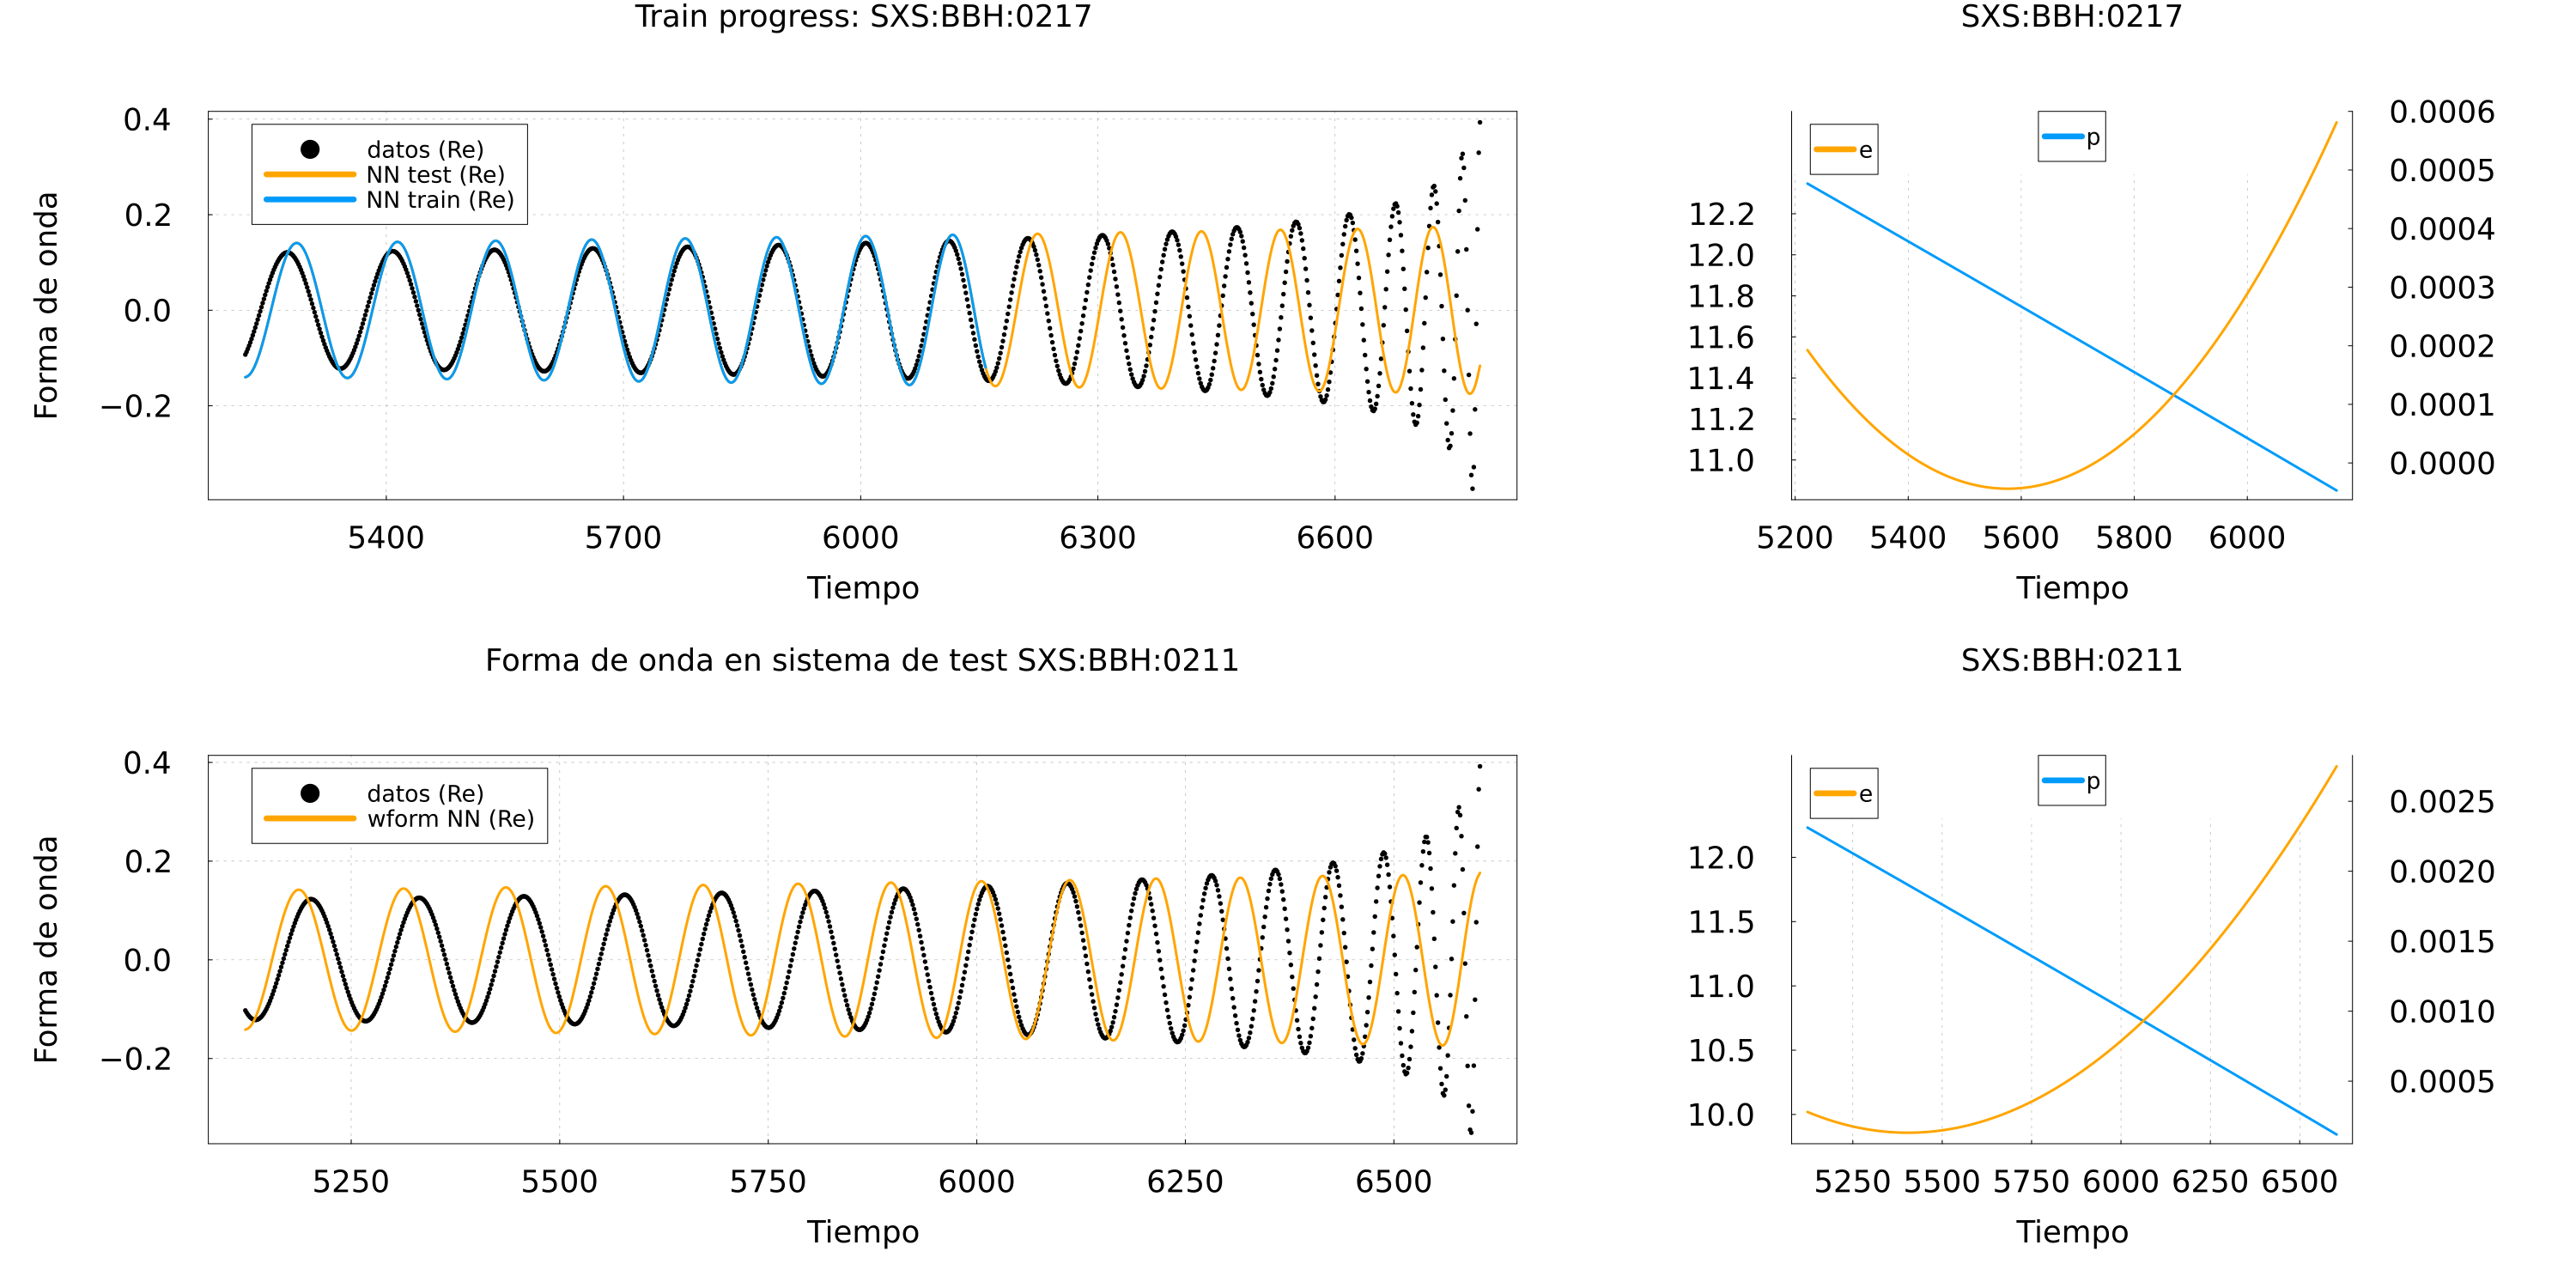 Train progress: SXS:BBH:0217
0.4
0.2
0.0
−0.2
Forma de onda
datos (Re)
NN test (Re)
NN train (Re)
5400 5700 6000 6300 6600
Tiempo
SXS:BBH:0217
e
p
12.2
12.0
11.8
11.6
11.4
11.2
11.0
0.0006
0.0005
0.0004
0.0003
0.0002
0.0001
0.0000
5200 5400 5600 5800 6000
Tiempo
Forma de onda en sistema de test SXS:BBH:0211
0.4
0.2
0.0
−0.2
Forma de onda
datos (Re)
wform NN (Re)
5250 5500 5750 6000 6250 6500
Tiempo
SXS:BBH:0211
e
p
12.0
11.5
11.0
10.5
10.0
0.0025
0.0020
0.0015
0.0010
0.0005
5250 5500 5750 6000 6250 6500
Tiempo